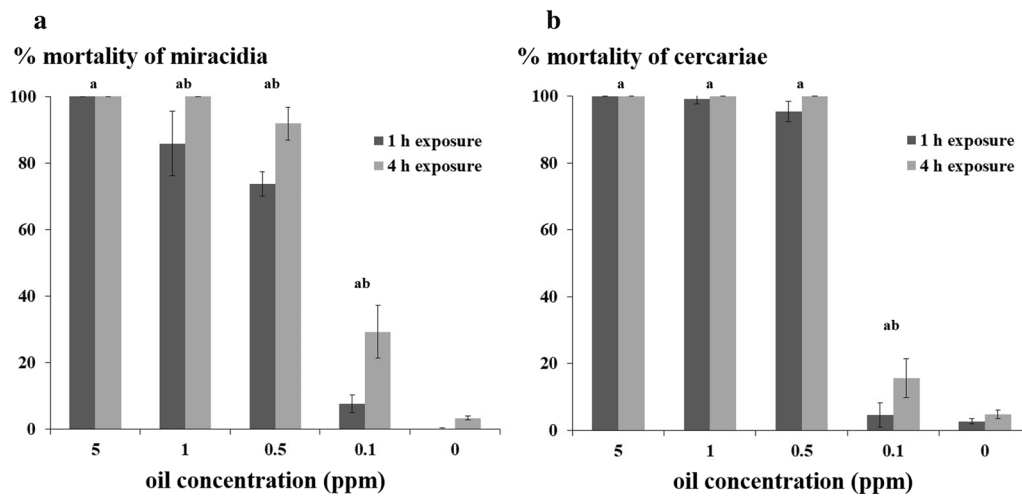 a
% mortality of miracidia
a ab ab
100
1 h exposure
80
4 h exposure
60
40
ab
20
0
5 1 0.5 0.1 0
oil concentration (ppm)
b
% mortality of cercariae
a a a
100
1 h exposure
80
4 h exposure
60
40
ab
20
0
5 1 0.5 0.1 0
oil concentration (ppm)